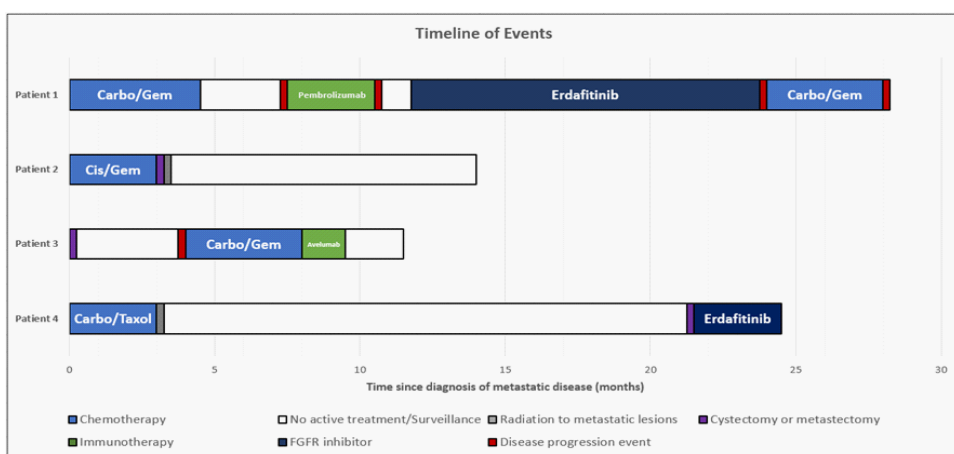 Timeline of Events
Patient 1
Carbo/Gem
Pembrolizumab
Erdafitinib
Carbo/Gem
Patient 2
Cis/Gem
Patient 3
Carbo/Gem
Avelumab
Patient 4
Carbo/Taxol
Erdafitinib
0 5 10 15 20 25 30
Time since diagnosis of metastatic disease (months)
Chemotherapy No active treatment/Surveillance Radiation to metastatic lesions Cystectomy or metastectomy
Immunotherapy FGFR inhibitor Disease progression event